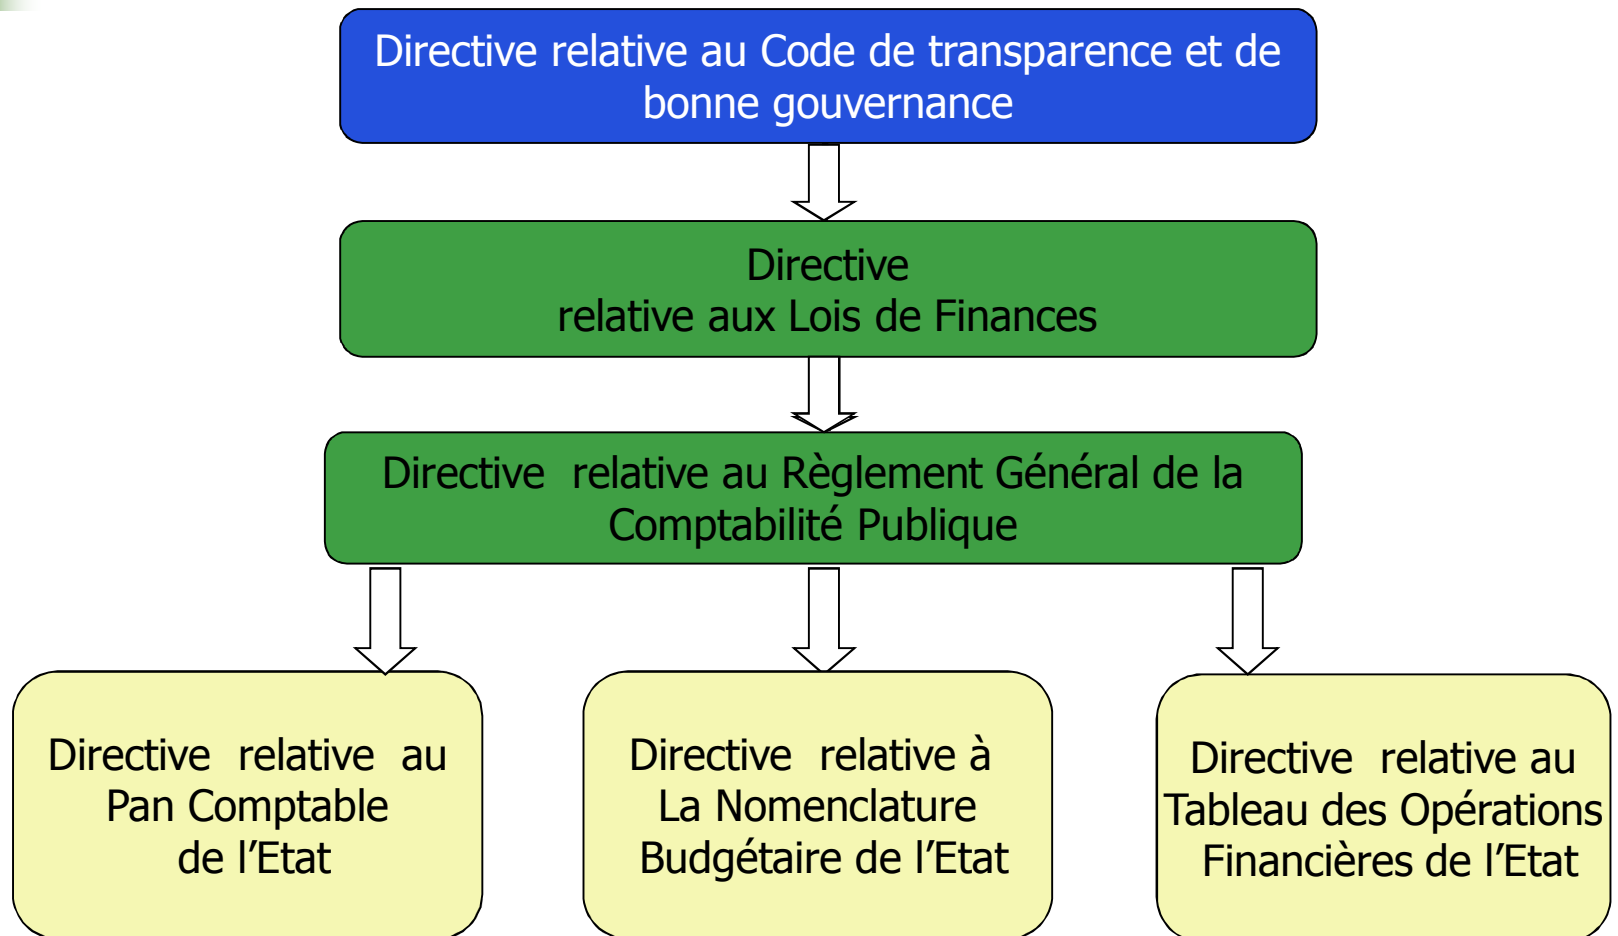 Directive relative au Code de transparence et de
bonne gouvernance
Directive
relative aux Lois de Finances
Directive relative au Règlement Général de la
Comptabilité Publique
Directive relative au
Pan Comptable
de l’Etat
Directive relative à
La Nomenclature
Budgétaire de l’Etat
Directive relative au
Tableau des Opérations
Financières de l’Etat